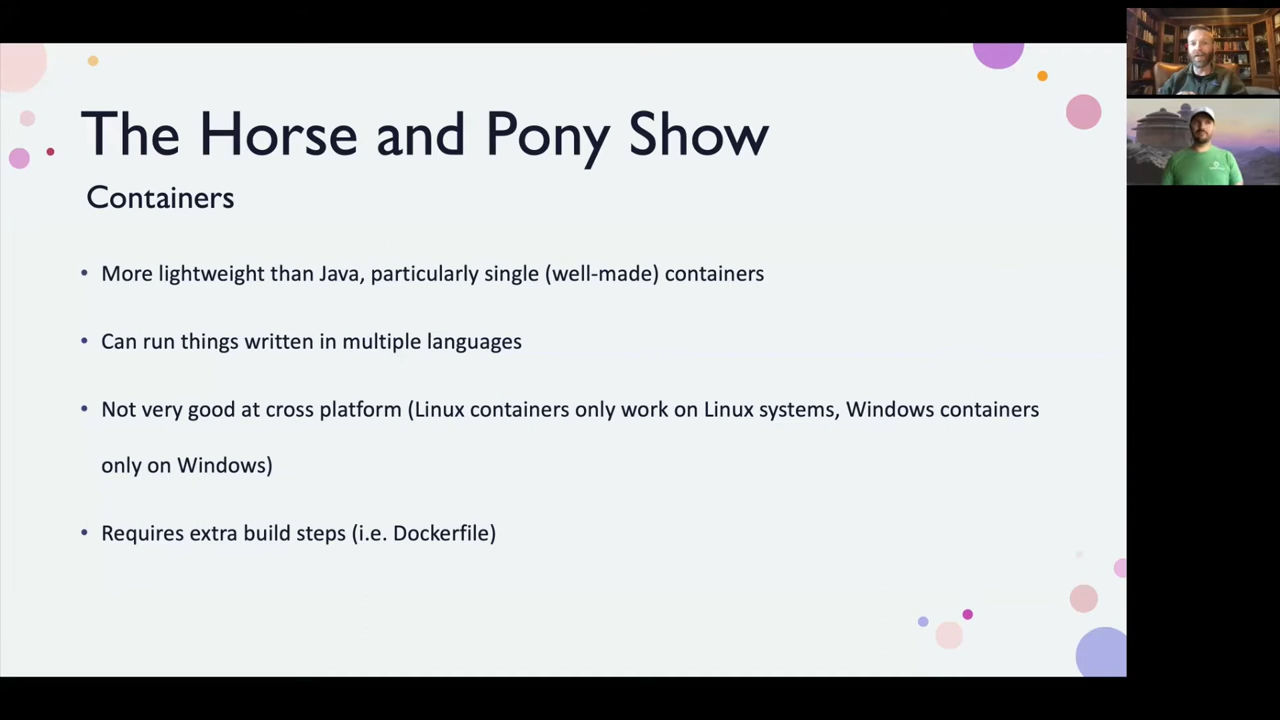 The Horse and Pony Show
Containers
• More lightweight than Java, particularly single (well-made) containers
• Can run things written in multiple languages
• Not very good at cross platform (Linux containers only work on Linux systems, Windows containers
only on Windows)
• Requires extra build steps (i.e. Dockerfile)